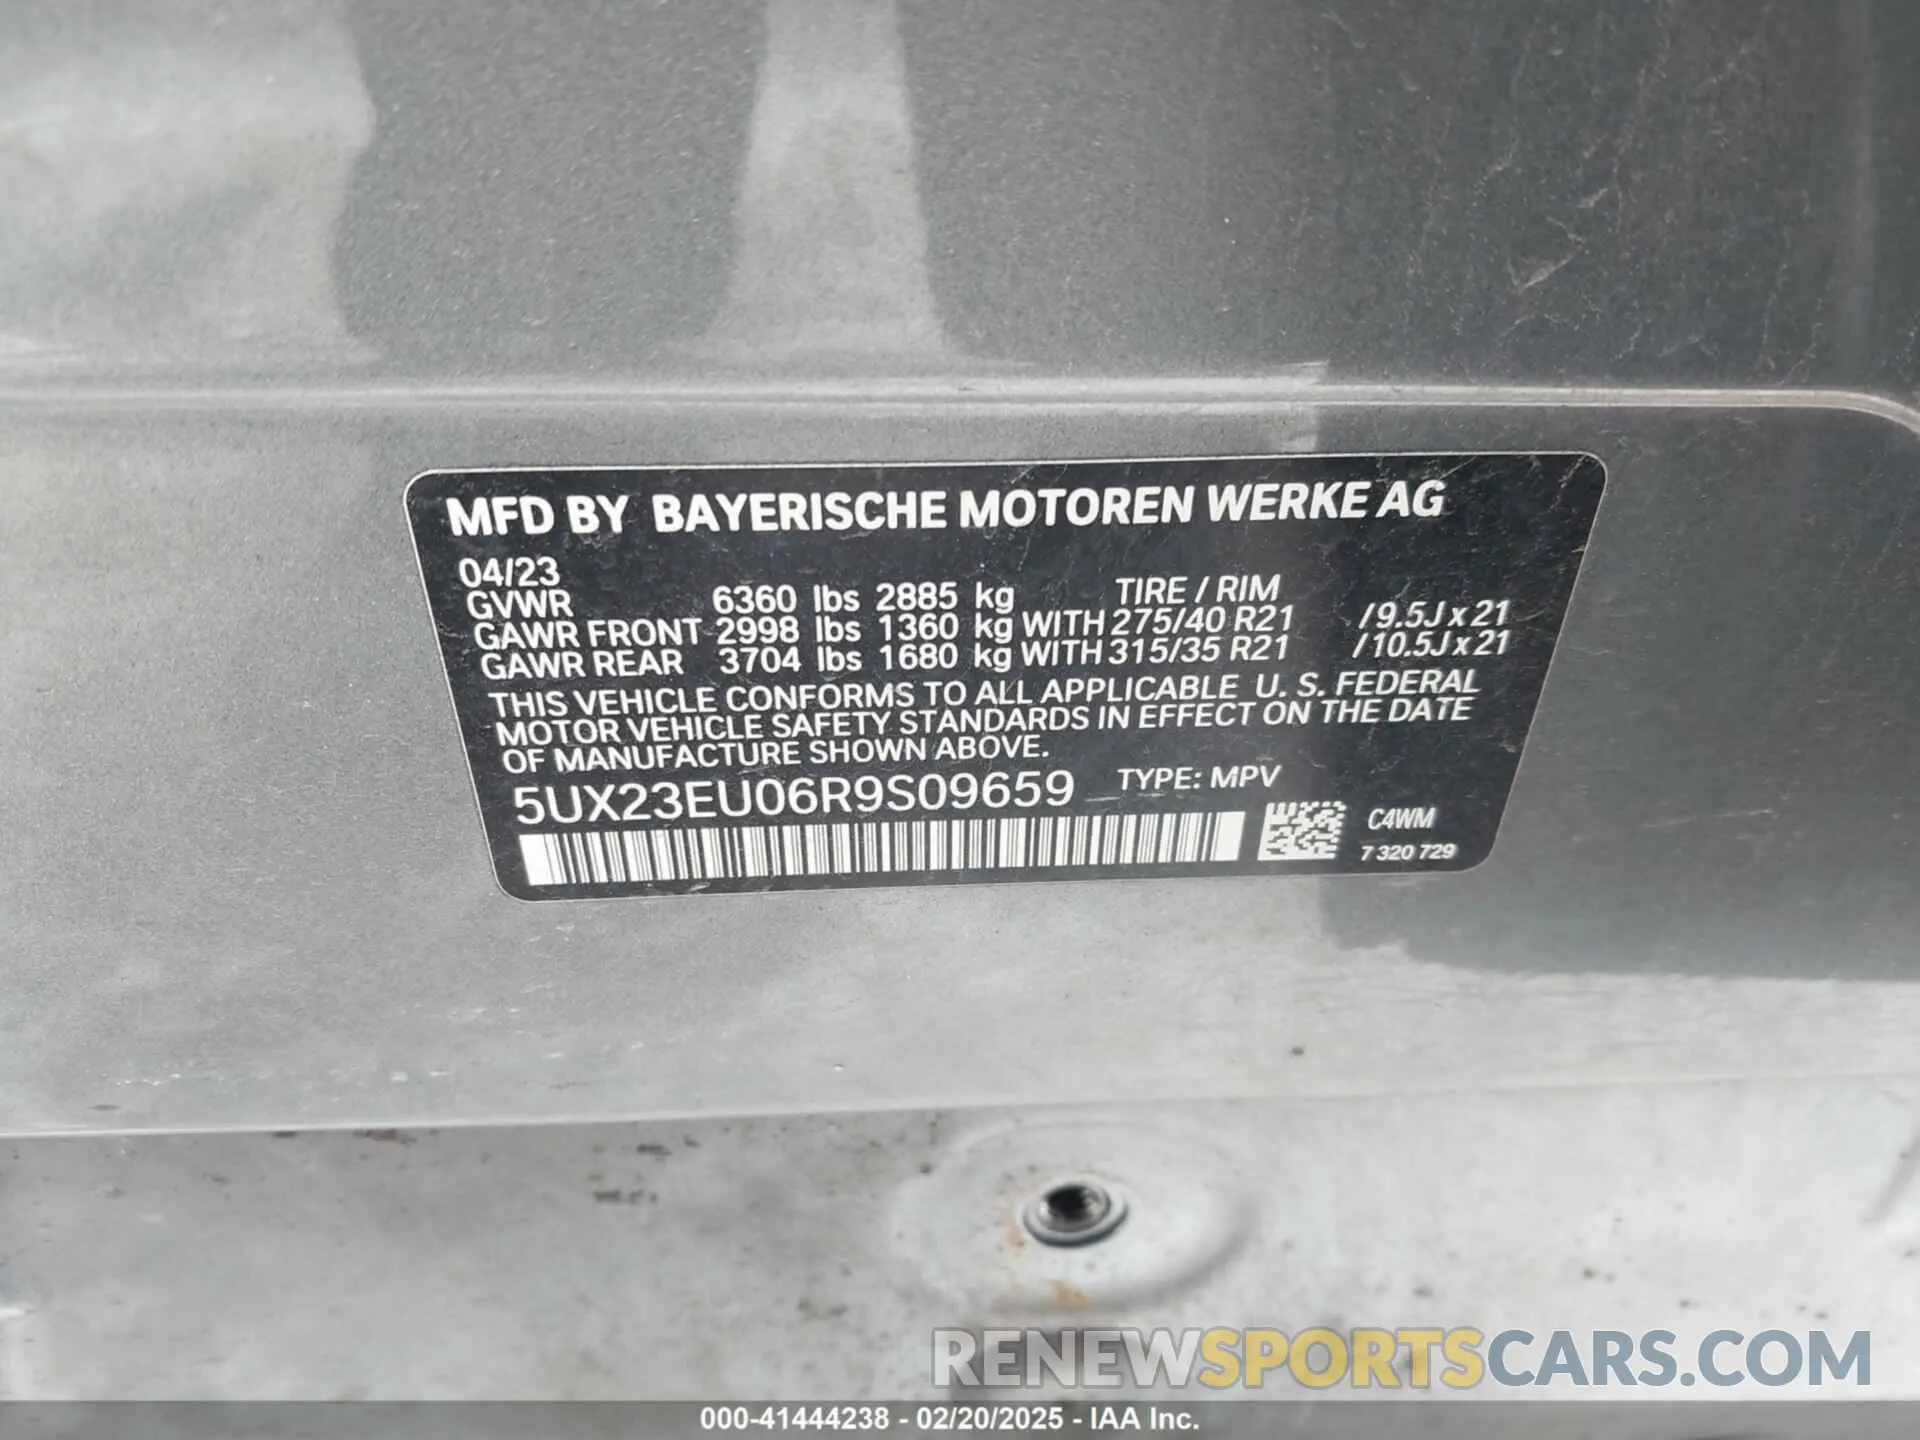 MFD BY BAYERISCHE MOTOREN WERKE AG
04/23
GVWR 6360 lbs 2885 kg TIRE / RIM
GAWR FRONT 2998 lbs 1360 kg WITH 275/40 R21 /9.5J x 21
GAWR REAR 3704 lbs 1680 kg WITH 315/35 R21 /10.5J x 21
THIS VEHICLE CONFORMS TO ALL APPLICABLE U. S. FEDERAL
MOTOR VEHICLE SAFETY STANDARDS IN EFFECT ON THE DATE
OF MANUFACTURE SHOWN ABOVE.
5UX23EU06R9S09659 TYPE: MPV
C4WM
7 320 729
RENEWSPORTSCARS.COM
000-41444238 - 02/20/2025 - IAA Inc.